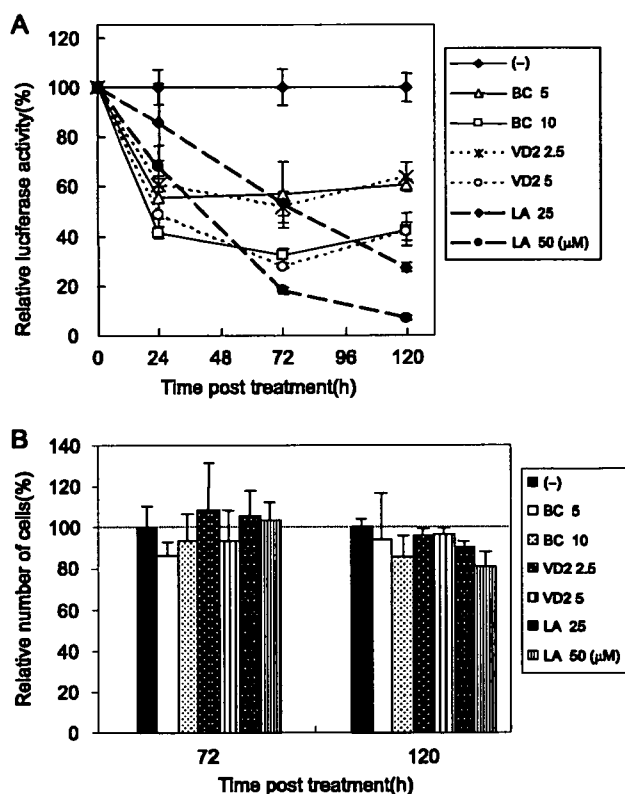 A
Relative luciferase activity(%)
120
100
80
60
40
20
0
0 24 48 72 96 120
Time post treatment(h)
(-)
BC 5
BC 10
VD2 2.5
VD2 5
LA 25
LA 50 (μM)
B
Relative number of cells(%)
140
120
100
80
60
40
20
0
72 120
Time post treatment(h)
(-)
BC 5
BC 10
VD2 2.5
VD2 5
LA 25
LA 50 (μM)